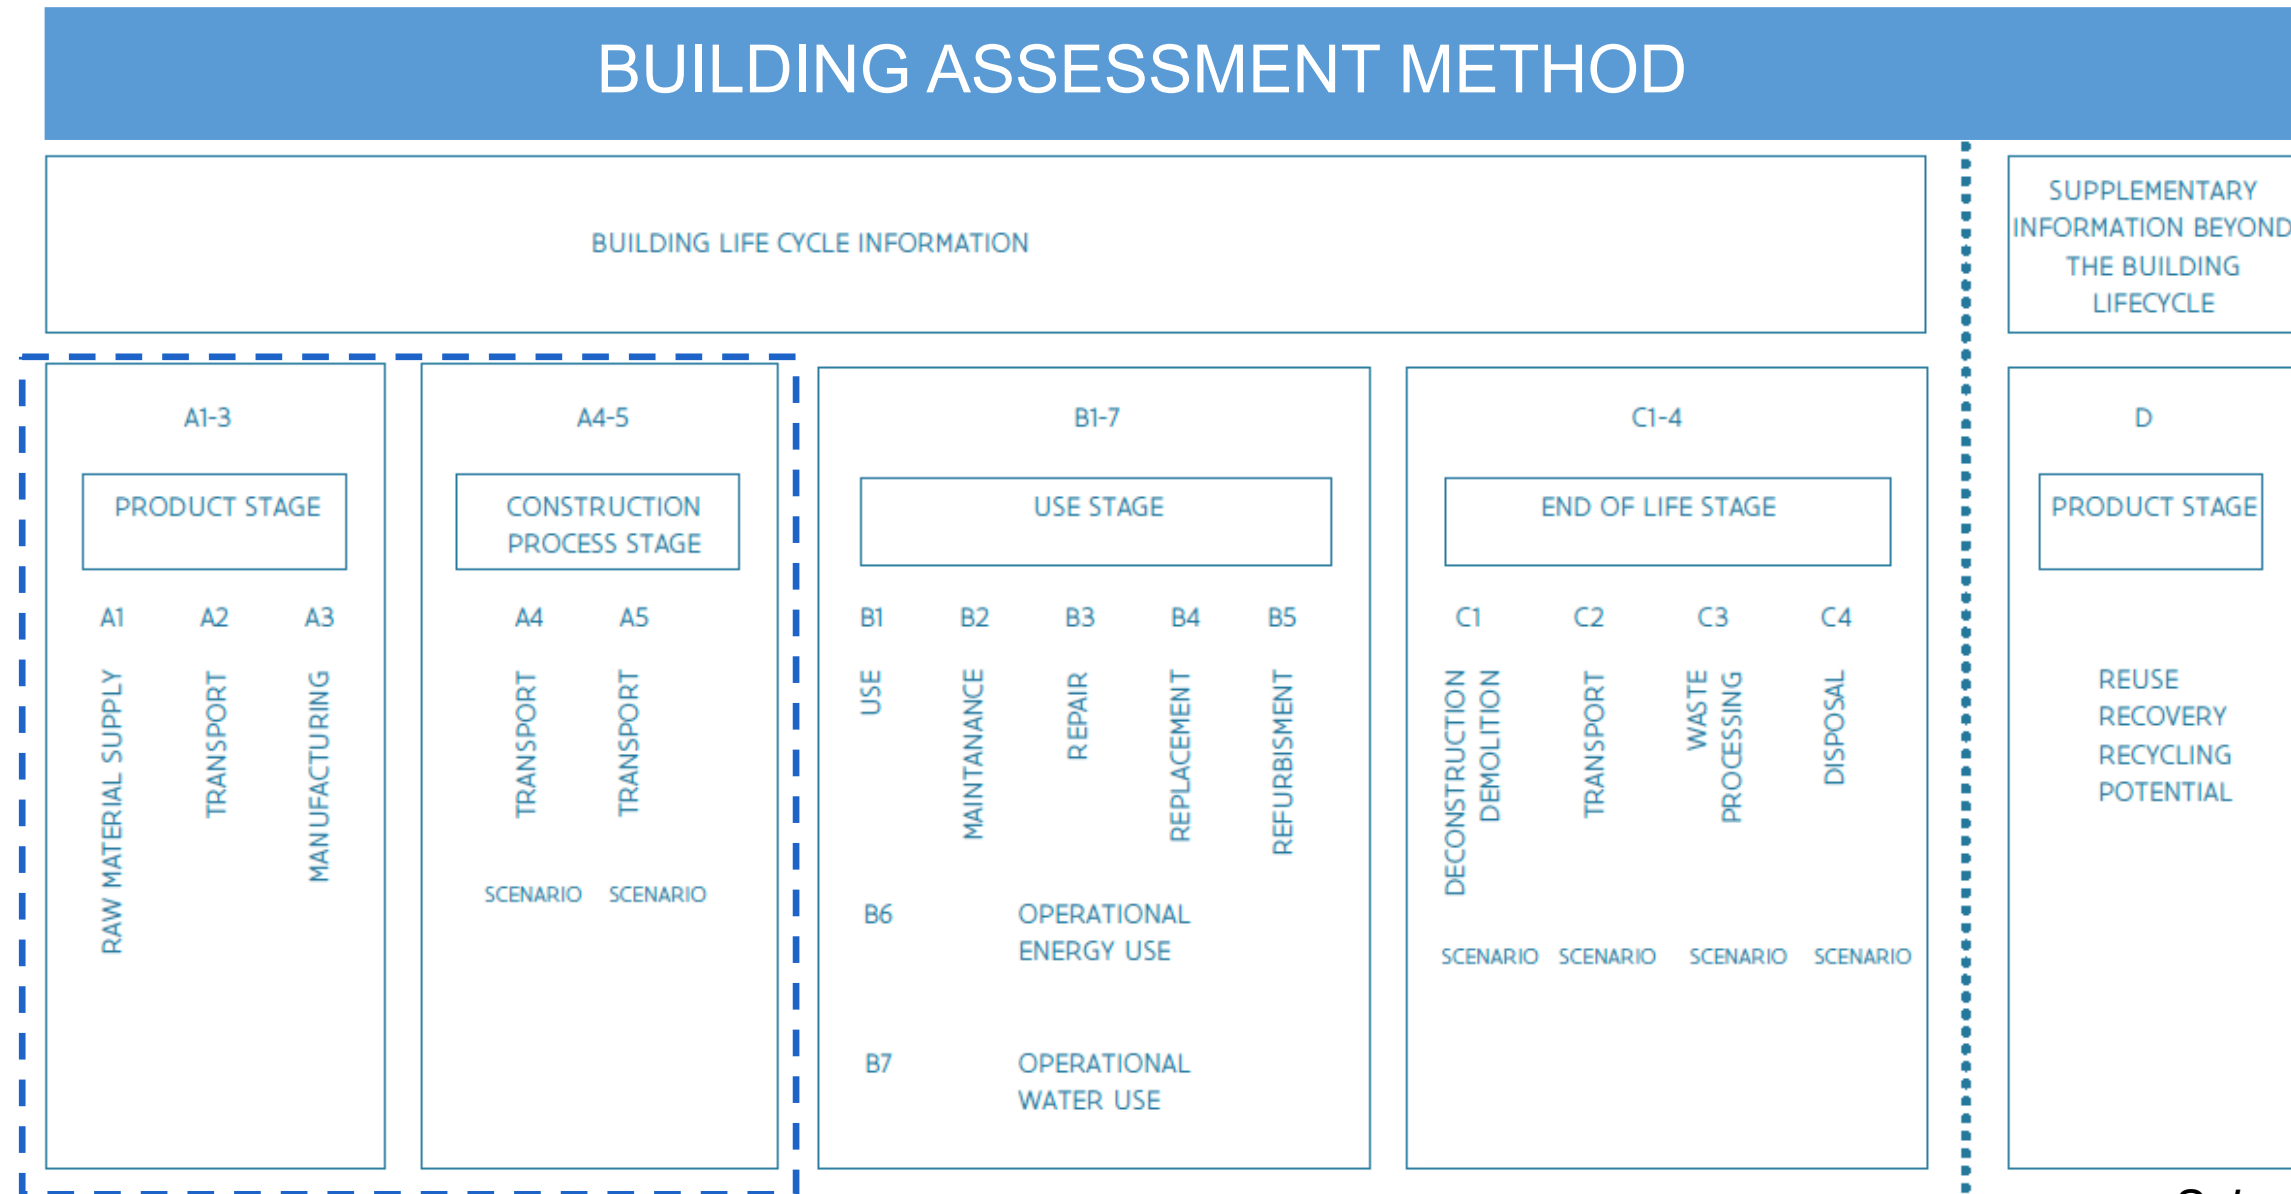 BUILDING ASSESSMENT METHOD
BUILDING LIFE CYCLE INFORMATION
SUPPLEMENTARY
INFORMATION BEYOND
THE BUILDING
LIFECYCLE
A1-3
PRODUCT STAGE
A1 A2 A3
RAW MATERIAL SUPPLY
TRANSPORT
MANUFACTURING
A4-5
CONSTRUCTION
PROCESS STAGE
A4 A5
TRANSPORT
TRANSPORT
SCENARIO SCENARIO
B1-7
USE STAGE
B1 B2 B3 B4 B5
USE
MAINTANANCE
REPAIR
REPLACEMENT
REFURBISMENT
B6 OPERATIONAL
ENERGY USE
B7 OPERATIONAL
WATER USE
C1-4
END OF LIFE STAGE
C1 C2 C3 C4
DECONSTRUCTION
DEMOLITION
TRANSPORT
WASTE
PROCESSING
DISPOSAL
SCENARIO SCENARIO SCENARIO SCENARIO
D
PRODUCT STAGE
REUSE
RECOVERY
RECYCLING
POTENTIAL